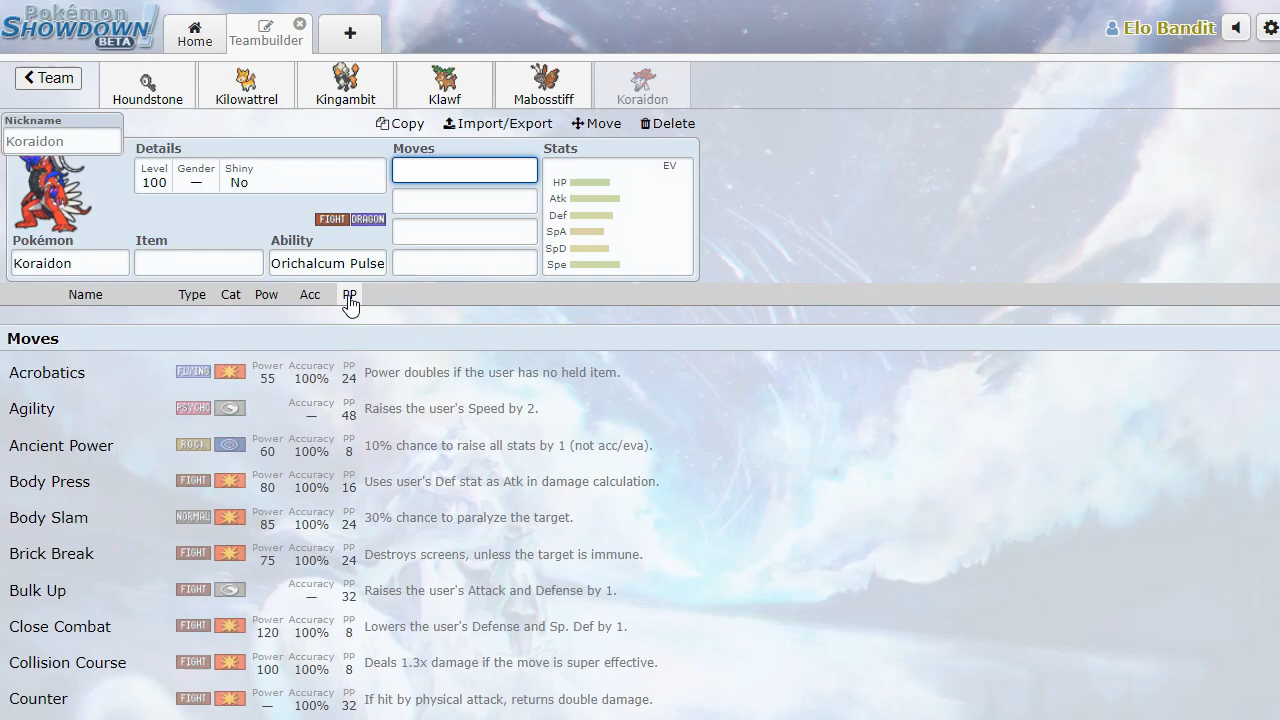 Pokémon
SHOWDOWN!
BETA
Home
Teambuilder
+
Elo Bandit
Team
Houndstone
Kilowattrel
Kingambit
Klawf
Mabosstiff
Koraidon
Nickname
Koraidon
Copy Import/Export Move Delete
Details
Level Gender Shiny
100 — No
FIGHT DRAGON
Pokémon Item Ability
Koraidon Orichalcum Pulse
Moves
Stats
EV
HP
Atk
Def
SpA
SpD
Spe
Name Type Cat Pow Acc PP
Moves
Acrobatics FLYING Power 55 Accuracy 100% PP 24 Power doubles if the user has no held item.
Agility PSYCHC Accuracy — PP 48 Raises the user's Speed by 2.
Ancient Power ROCK Power 60 Accuracy 100% PP 8 10% chance to raise all stats by 1 (not acc/eva).
Body Press FIGHT Power 80 Accuracy 100% PP 16 Uses user's Def stat as Atk in damage calculation.
Body Slam NORMAL Power 85 Accuracy 100% PP 24 30% chance to paralyze the target.
Brick Break FIGHT Power 75 Accuracy 100% PP 24 Destroys screens, unless the target is immune.
Bulk Up FIGHT Accuracy — PP 32 Raises the user's Attack and Defense by 1.
Close Combat FIGHT Power 120 Accuracy 100% PP 8 Lowers the user's Defense and Sp. Def by 1.
Collision Course FIGHT Power 100 Accuracy 100% PP 8 Deals 1.3x damage if the move is super effective.
Counter FIGHT Power — Accuracy 100% PP 32 If hit by physical attack, returns double damage.